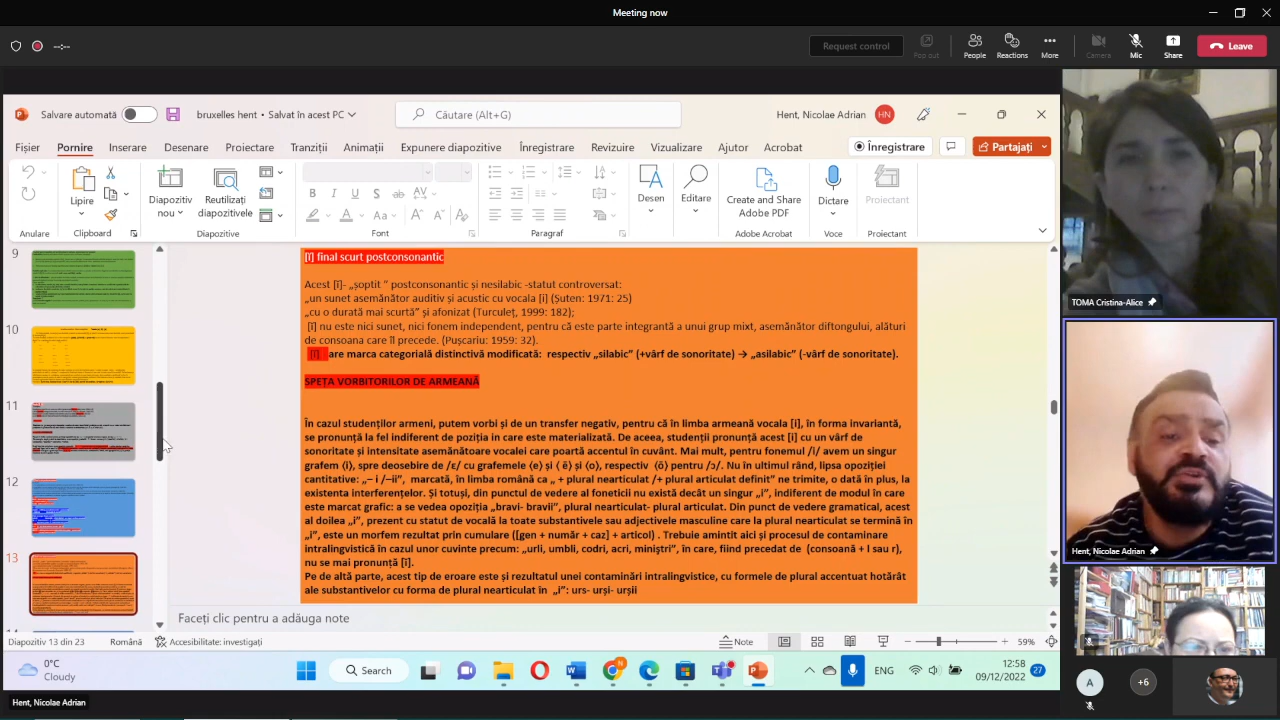 Meeting now
--:--
Request control
Pop out
People
Reactions
More
Camera
Mic
Share
Leave
Salvare automată
bruxelles hent • Salvat în acest PC
Căutare (Alt+G)
Hent, Nicolae Adrian
HN
Fișier Pornire Inserare Desenare Proiectare Tranziții Animații Expunere diapozitive Înregistrare Revizuire Vizualizare Ajutor Acrobat
Înregistrare
Partajați
Lipire
Diapozitiv nou
Reutilizați diapozitivele
Desen
Editare
Create and Share Adobe PDF
Dictare
Proiectant
Anulare
Clipboard
Diapozitive
Font
Paragraf
Adobe Acrobat
Voce
Proiectant
9
10
11
12
13
[ĭ] final scurt postconsonantic
Acest [ĭ]- „șoptit ” postconsonantic și nesilabic -statut controversat:
„un sunet asemănător auditiv și acustic cu vocala [i] (Șuten: 1971: 25)
„cu o durată mai scurtă” și afonizat (Turculeț, 1999: 182);
[ĭ] nu este nici sunet, nici fonem independent, pentru că este parte integrantă a unui grup mixt, asemănător diftongului, alături
de consoana care îl precede. (Pușcariu: 1959: 32).
[ĭ] are marca categorială distinctivă modificată: respectiv „silabic” (+vârf de sonoritate) → „asilabic” (-vârf de sonoritate).
SPEȚA VORBITORILOR DE ARMEANĂ
În cazul studenților armeni, putem vorbi și de un transfer negativ, pentru că în limba armeană vocala [i], în forma invariantă,
se pronunță la fel indiferent de poziția in care este materializată. De aceea, studenții pronunță acest [i] cu un vârf de
sonoritate și intensitate asemănătoare vocalei care poartă accentul în cuvânt. Mai mult, pentru fonemul /i/ avem un singur
grafem ⟨i⟩, spre deosebire de /ɛ/ cu grafemele ⟨e⟩ și ⟨ ē⟩ și ⟨o⟩, respectiv ⟨ō⟩ pentru /ɔ/. Nu în ultimul rând, lipsa opoziției
cantitative: „– i /–ii”, marcată, în limba română ca „ + plural nearticulat /+ plural articulat definit” ne trimite, o dată în plus, la
existenta interferențelor. Și totuși, din punctul de vedere al foneticii nu există decât un singur „i”, indiferent de modul în care
este marcat grafic: a se vedea opoziția „bravi- bravii”, plural nearticulat- plural articulat. Din punct de vedere gramatical, acest
al doilea „i”, prezent cu statut de vocală la toate substantivele sau adjectivele masculine care la plural nearticulat se termină în
„i”, este un morfem rezultat prin cumulare ([gen + număr + caz] + articol) . Trebuie amintit aici și procesul de contaminare
intralingvistică în cazul unor cuvinte precum: „urli, umbli, codri, acri, miniștri”, în care, fiind precedat de (consoană + l sau r),
nu se mai pronunță [ĭ].
Pe de altă parte, acest tip de eroare este și rezultatul unei contaminări intralingvistice, cu formele de plural accentuat hotărât
ale substantivelor cu forma de plural nearticulat în „i”: urs- urși- urșii
Faceți clic pentru a adăuga note
Diapozitiv 13 din 23
Română
Accesibilitate: investigați
Note
59%
0°C
Cloudy
Search
ENG
12:58
09/12/2022
27
Hent, Nicolae Adrian
TOMA Cristina-Alice
Hent, Nicolae Adrian
A
+6